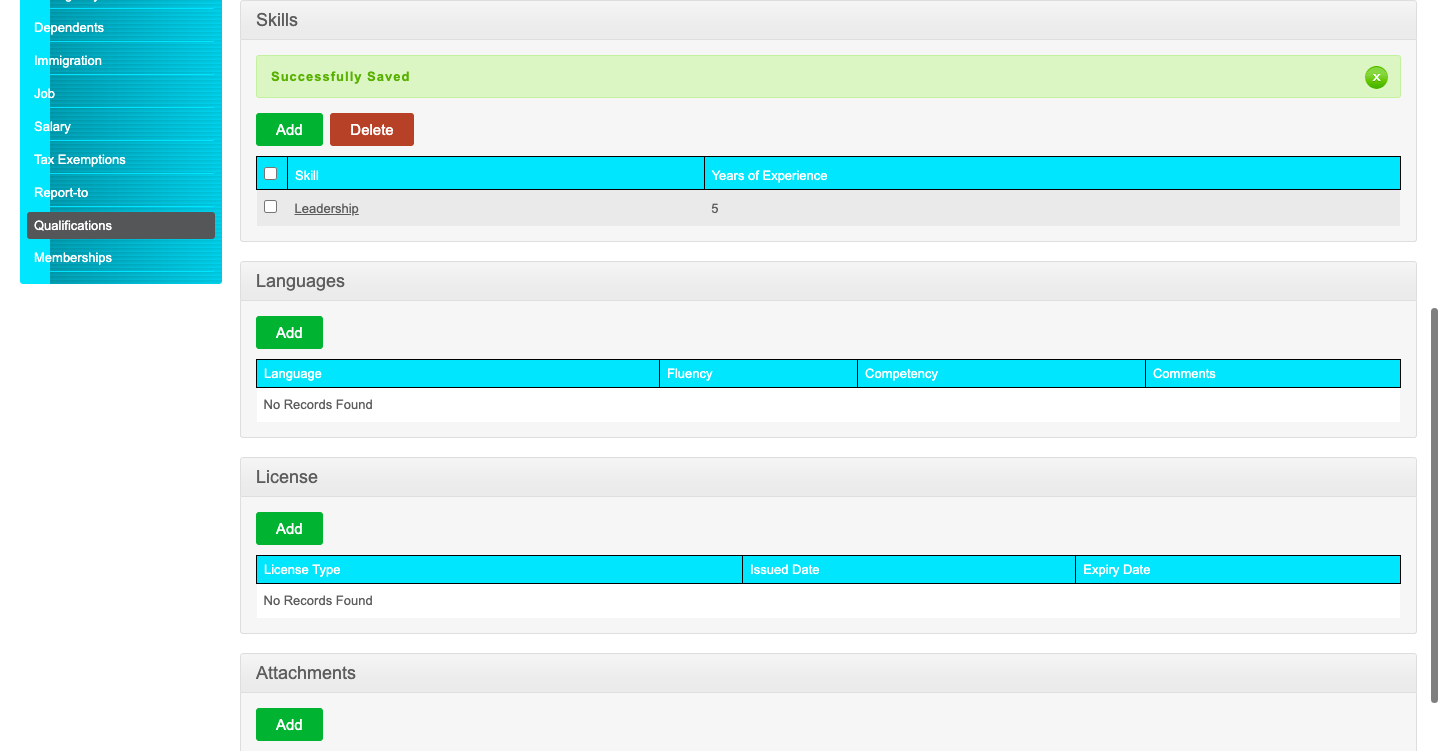 Dependents
Immigration
Job
Salary
Tax Exemptions
Report-to
Qualifications
Memberships
Skills
Successfully Saved
x
Add Delete
Skill Years of Experience
Leadership 5
Languages
Add
Language Fluency Competency Comments
No Records Found
License
Add
License Type Issued Date Expiry Date
No Records Found
Attachments
Add